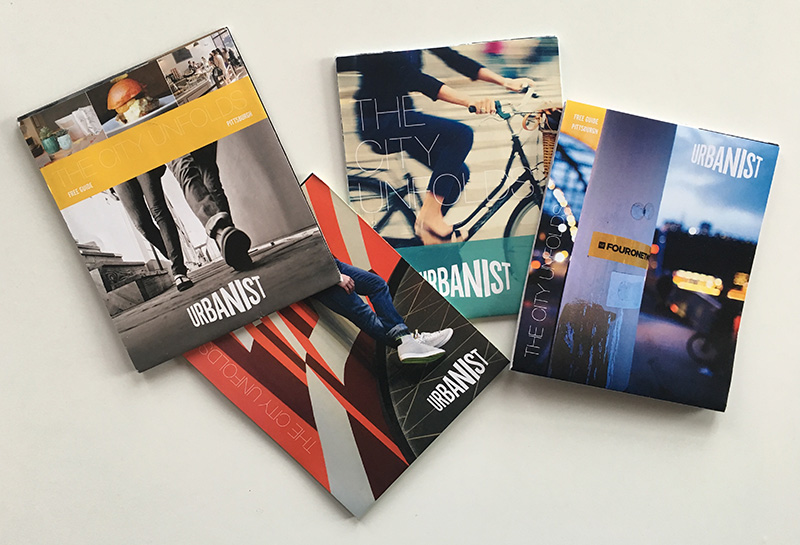 THE CITY UNFOLDS
PITTSBURGH
FREE GUIDE
URBANIST
THE
CITY
UNFOLDS
URBANIST
THE CITY UNFOLDS
URBANIST
FREE GUIDE
PITTSBURGH
URBANIST
THE CITY UNFOLDS